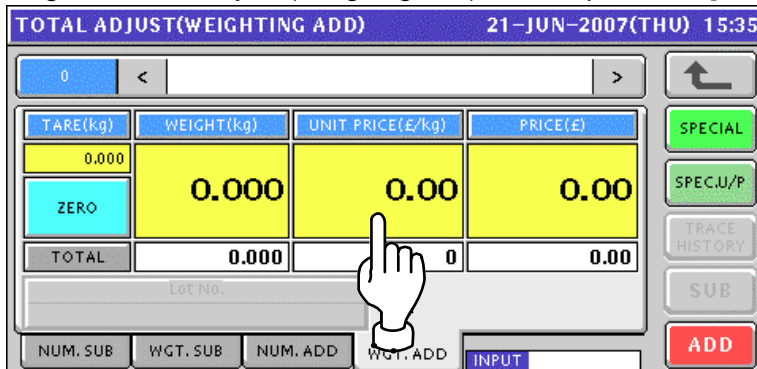 TOTAL ADJUST(WEIGHTING ADD) 21-JUN-2007(THU) 15:35
0 < >
TARE(kg) WEIGHT(kg) UNIT PRICE(£/kg) PRICE(£) SPECIAL
0.000 0.000 0.00 0.00
ZERO SPEC.U/P
TRACE
HISTORY
TOTAL 0.000 0 0.00
Lot No. SUB
NUM. SUB WGT. SUB NUM. ADD WGT. ADD INPUT ADD